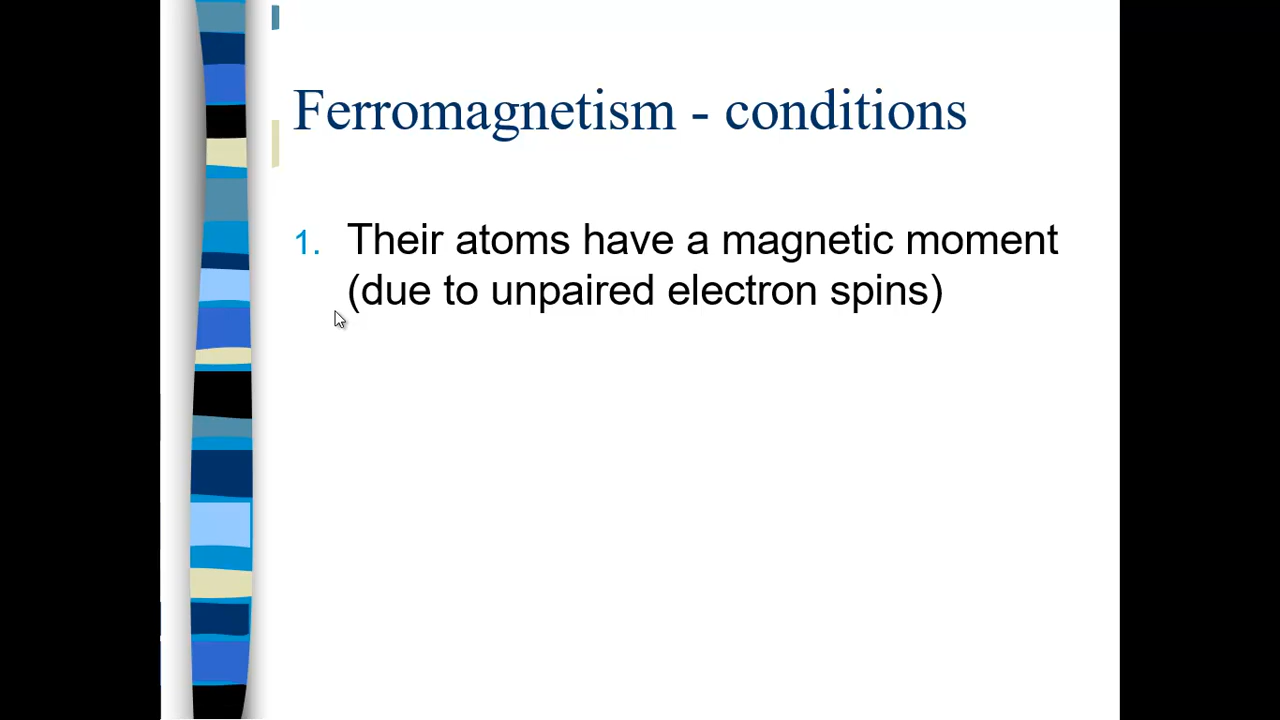 Ferromagnetism - conditions
1. Their atoms have a magnetic moment
(due to unpaired electron spins)